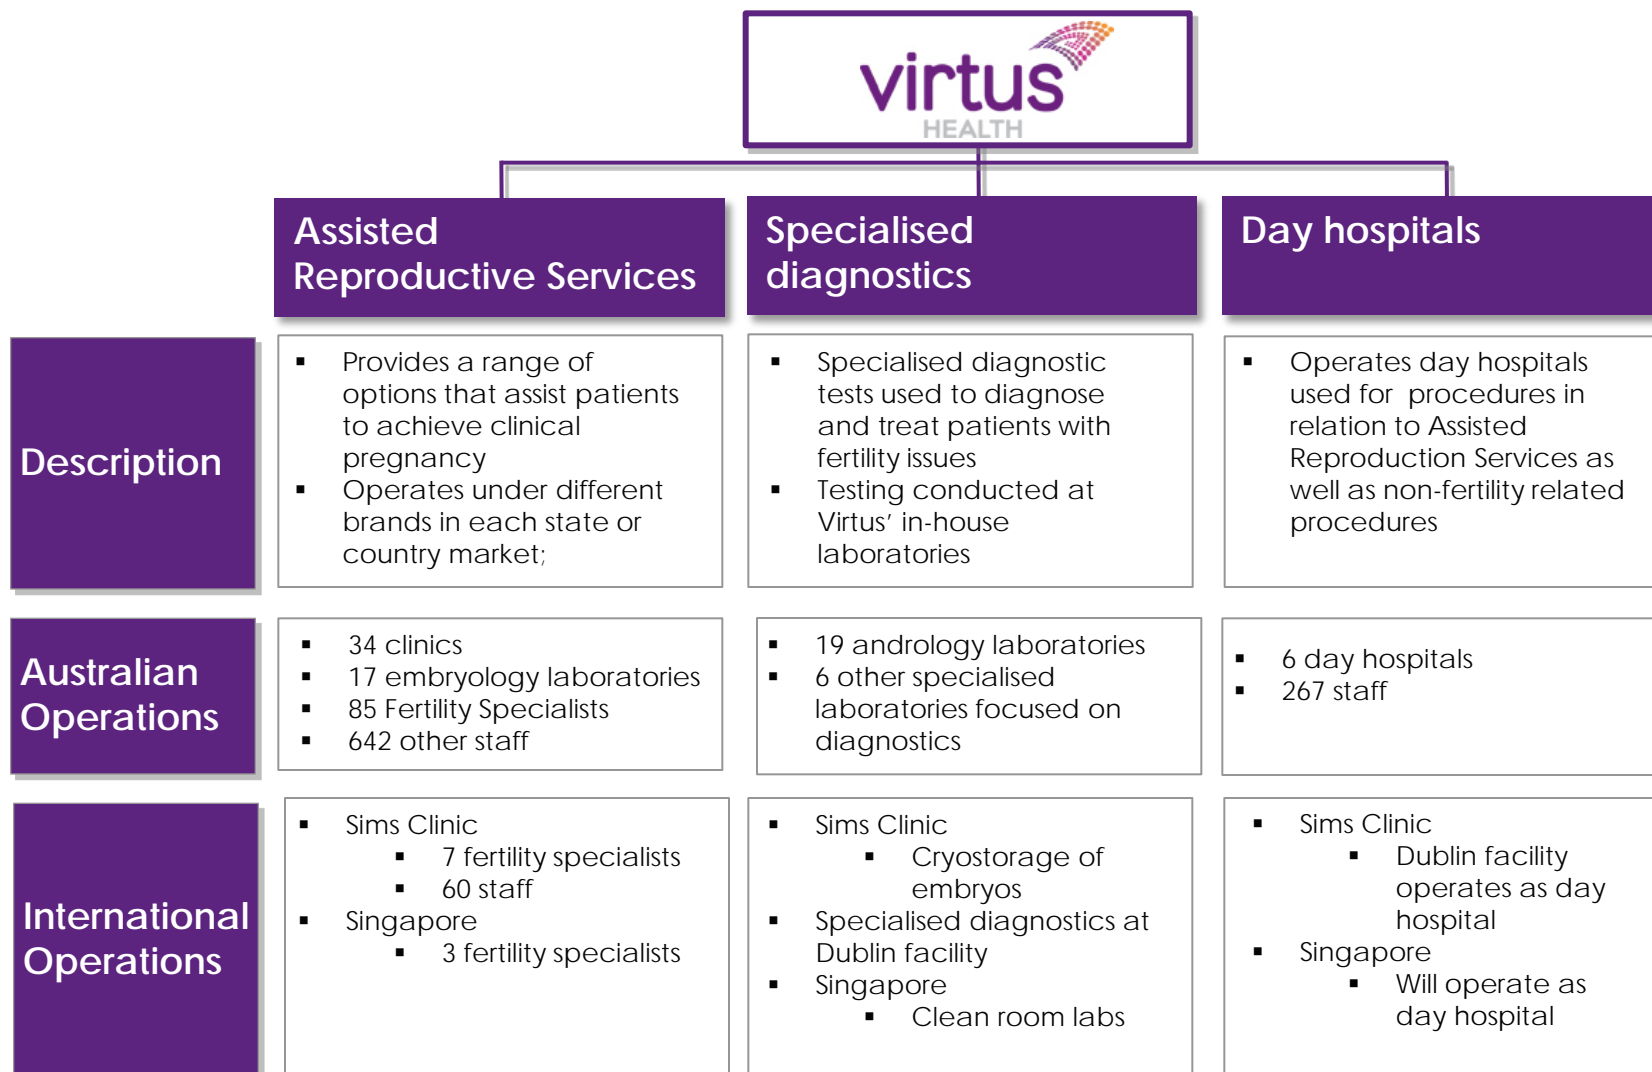 virtus
HEALTH
Assisted
Reproductive Services
Specialised
diagnostics
Day hospitals
Description
▪ Provides a range of
options that assist patients
to achieve clinical
pregnancy
▪ Operates under different
brands in each state or
country market;
▪ Specialised diagnostic
tests used to diagnose
and treat patients with
fertility issues
▪ Testing conducted at
Virtus’ in-house
laboratories
▪ Operates day hospitals
used for procedures in
relation to Assisted
Reproduction Services as
well as non-fertility related
procedures
Australian
Operations
▪ 34 clinics
▪ 17 embryology laboratories
▪ 85 Fertility Specialists
▪ 642 other staff
▪ 19 andrology laboratories
▪ 6 other specialised
laboratories focused on
diagnostics
▪ 6 day hospitals
▪ 267 staff
International
Operations
▪ Sims Clinic
▪ 7 fertility specialists
▪ 60 staff
▪ Singapore
▪ 3 fertility specialists
▪ Sims Clinic
▪ Cryostorage of
embryos
▪ Specialised diagnostics at
Dublin facility
▪ Singapore
▪ Clean room labs
▪ Sims Clinic
▪ Dublin facility
operates as day
hospital
▪ Singapore
▪ Will operate as
day hospital